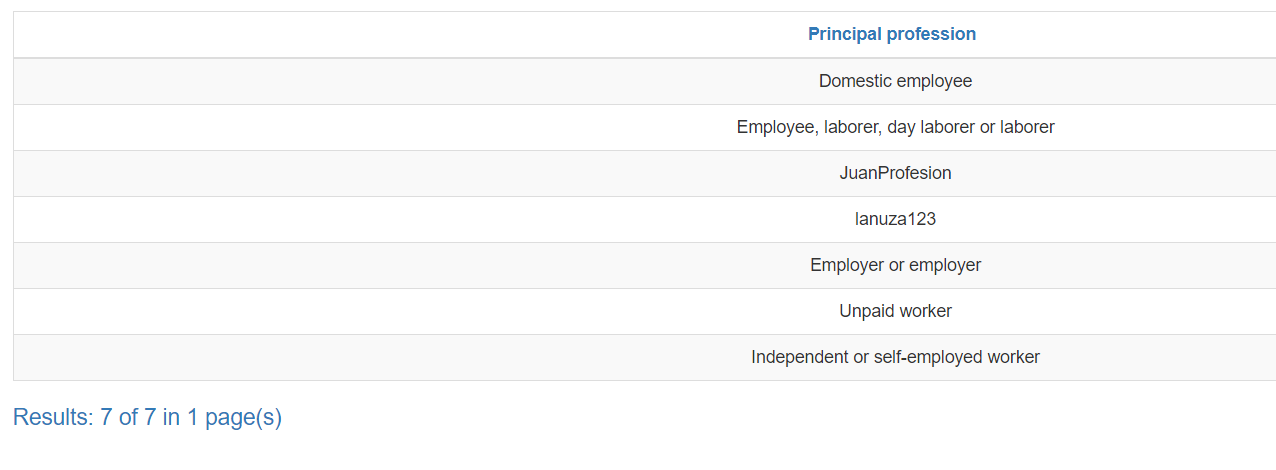 Principal profession
Domestic employee
Employee, laborer, day laborer or laborer
JuanProfesion
lanuza123
Employer or employer
Unpaid worker
Independent or self-employed worker
Results: 7 of 7 in 1 page(s)